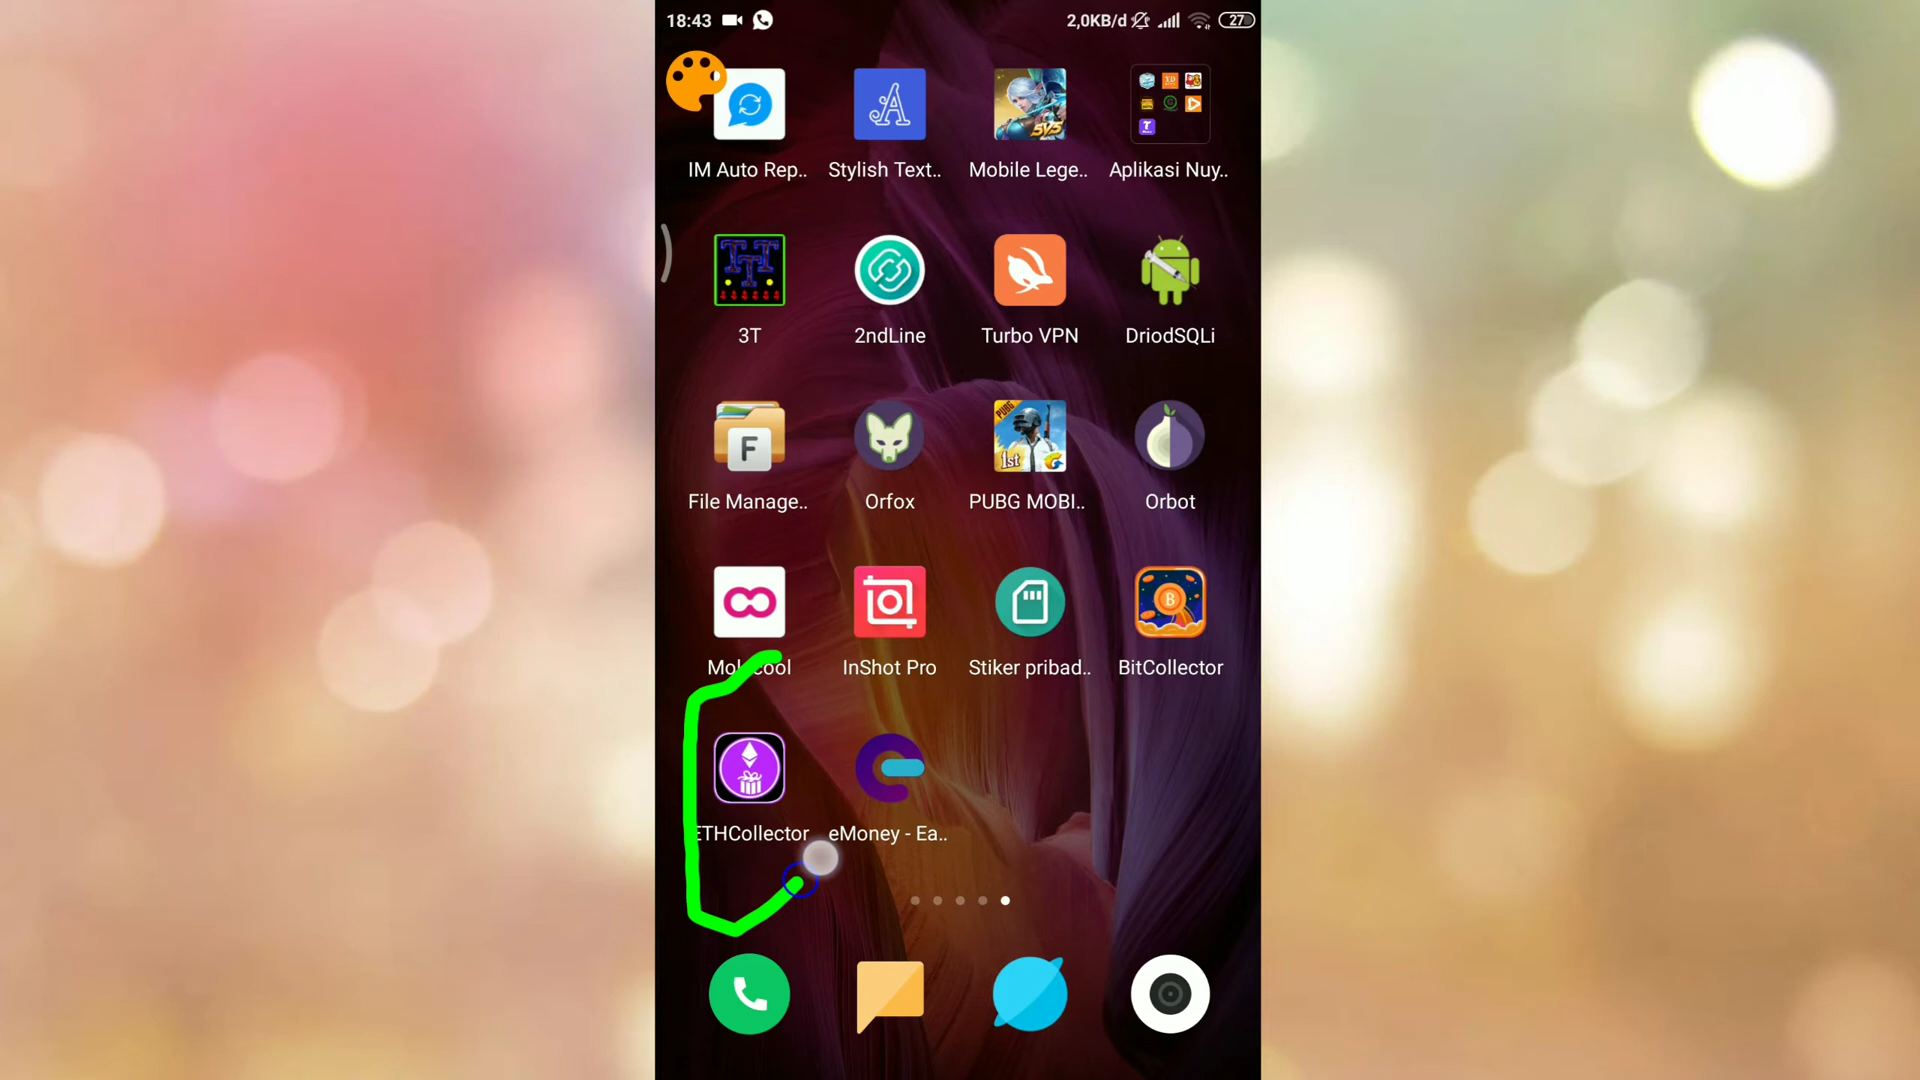 18:43
2,0KB/d
27
IM Auto Rep.. Stylish Text.. Mobile Lege.. Aplikasi Nuy..
3T 2ndLine Turbo VPN DriodSQLi
File Manage.. Orfox PUBG MOBI.. Orbot
InShot Pro Stiker pribad.. BitCollector
ETHCollector eMoney - Ea..